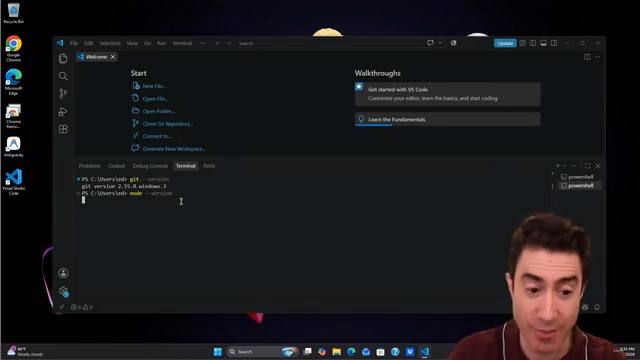 Recycle Bin
Google Chrome
Microsoft Edge
Chrome Remo...
Antigravity
Visual Studio Code
File Edit Selection View Go Run Terminal ...
Search
Update
Welcome
Start
New File...
Open File...
Open Folder...
Clone Git Repository...
Connect to...
Generate New Workspace...
Walkthroughs
Get started with VS Code
Customize your editor, learn the basics, and start coding
Learn the Fundamentals
Problems Output Debug Console Terminal Ports
PS C:\Users\ed> git --version
git version 2.55.0.windows.3
PS C:\Users\ed> node --version
powershell
powershell
0 0
Mostly cloudy
Search